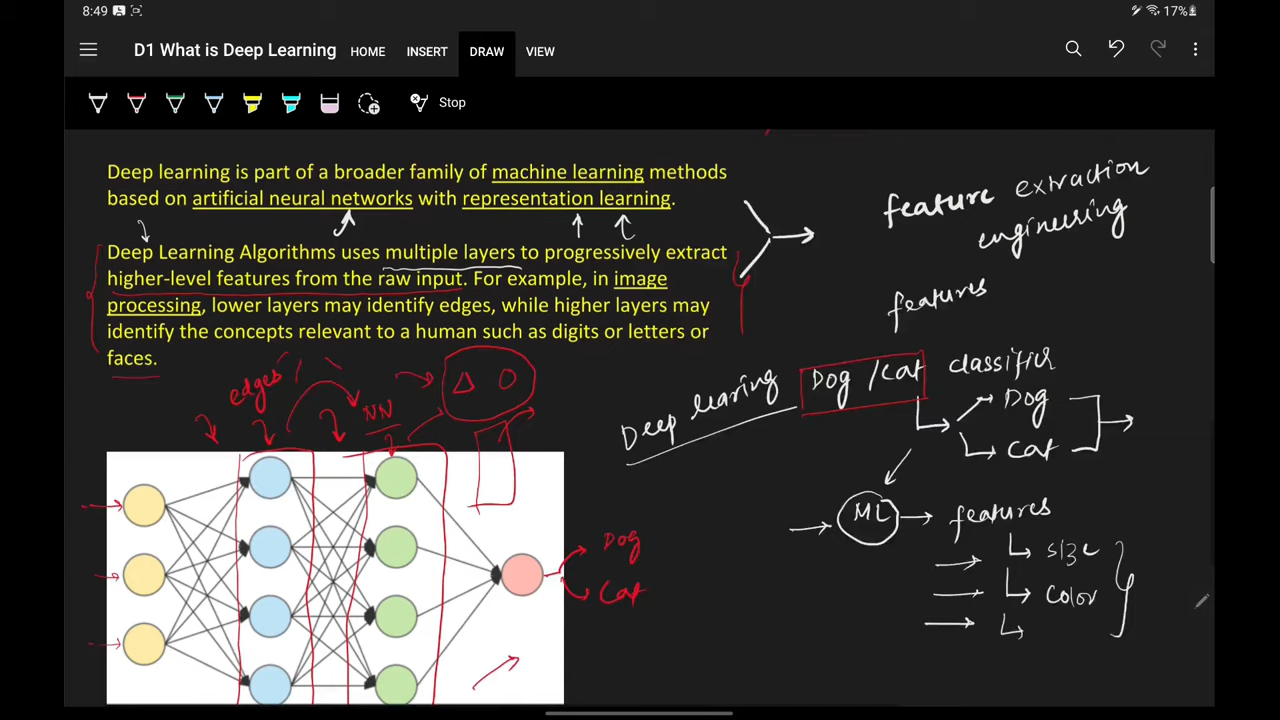 8:49
17%
D1 What is Deep Learning
HOME
INSERT
DRAW
VIEW
Stop
Deep learning is part of a broader family of machine learning methods
based on artificial neural networks with representation learning.
Deep Learning Algorithms uses multiple layers to progressively extract
higher-level features from the raw input. For example, in image
processing, lower layers may identify edges, while higher layers may
identify the concepts relevant to a human such as digits or letters or
faces.
feature extraction
engineering
features
Deep learing Dog /Cat classifier
Dog
Cat
ML features
size
color
edges
NN
Dog
Cat